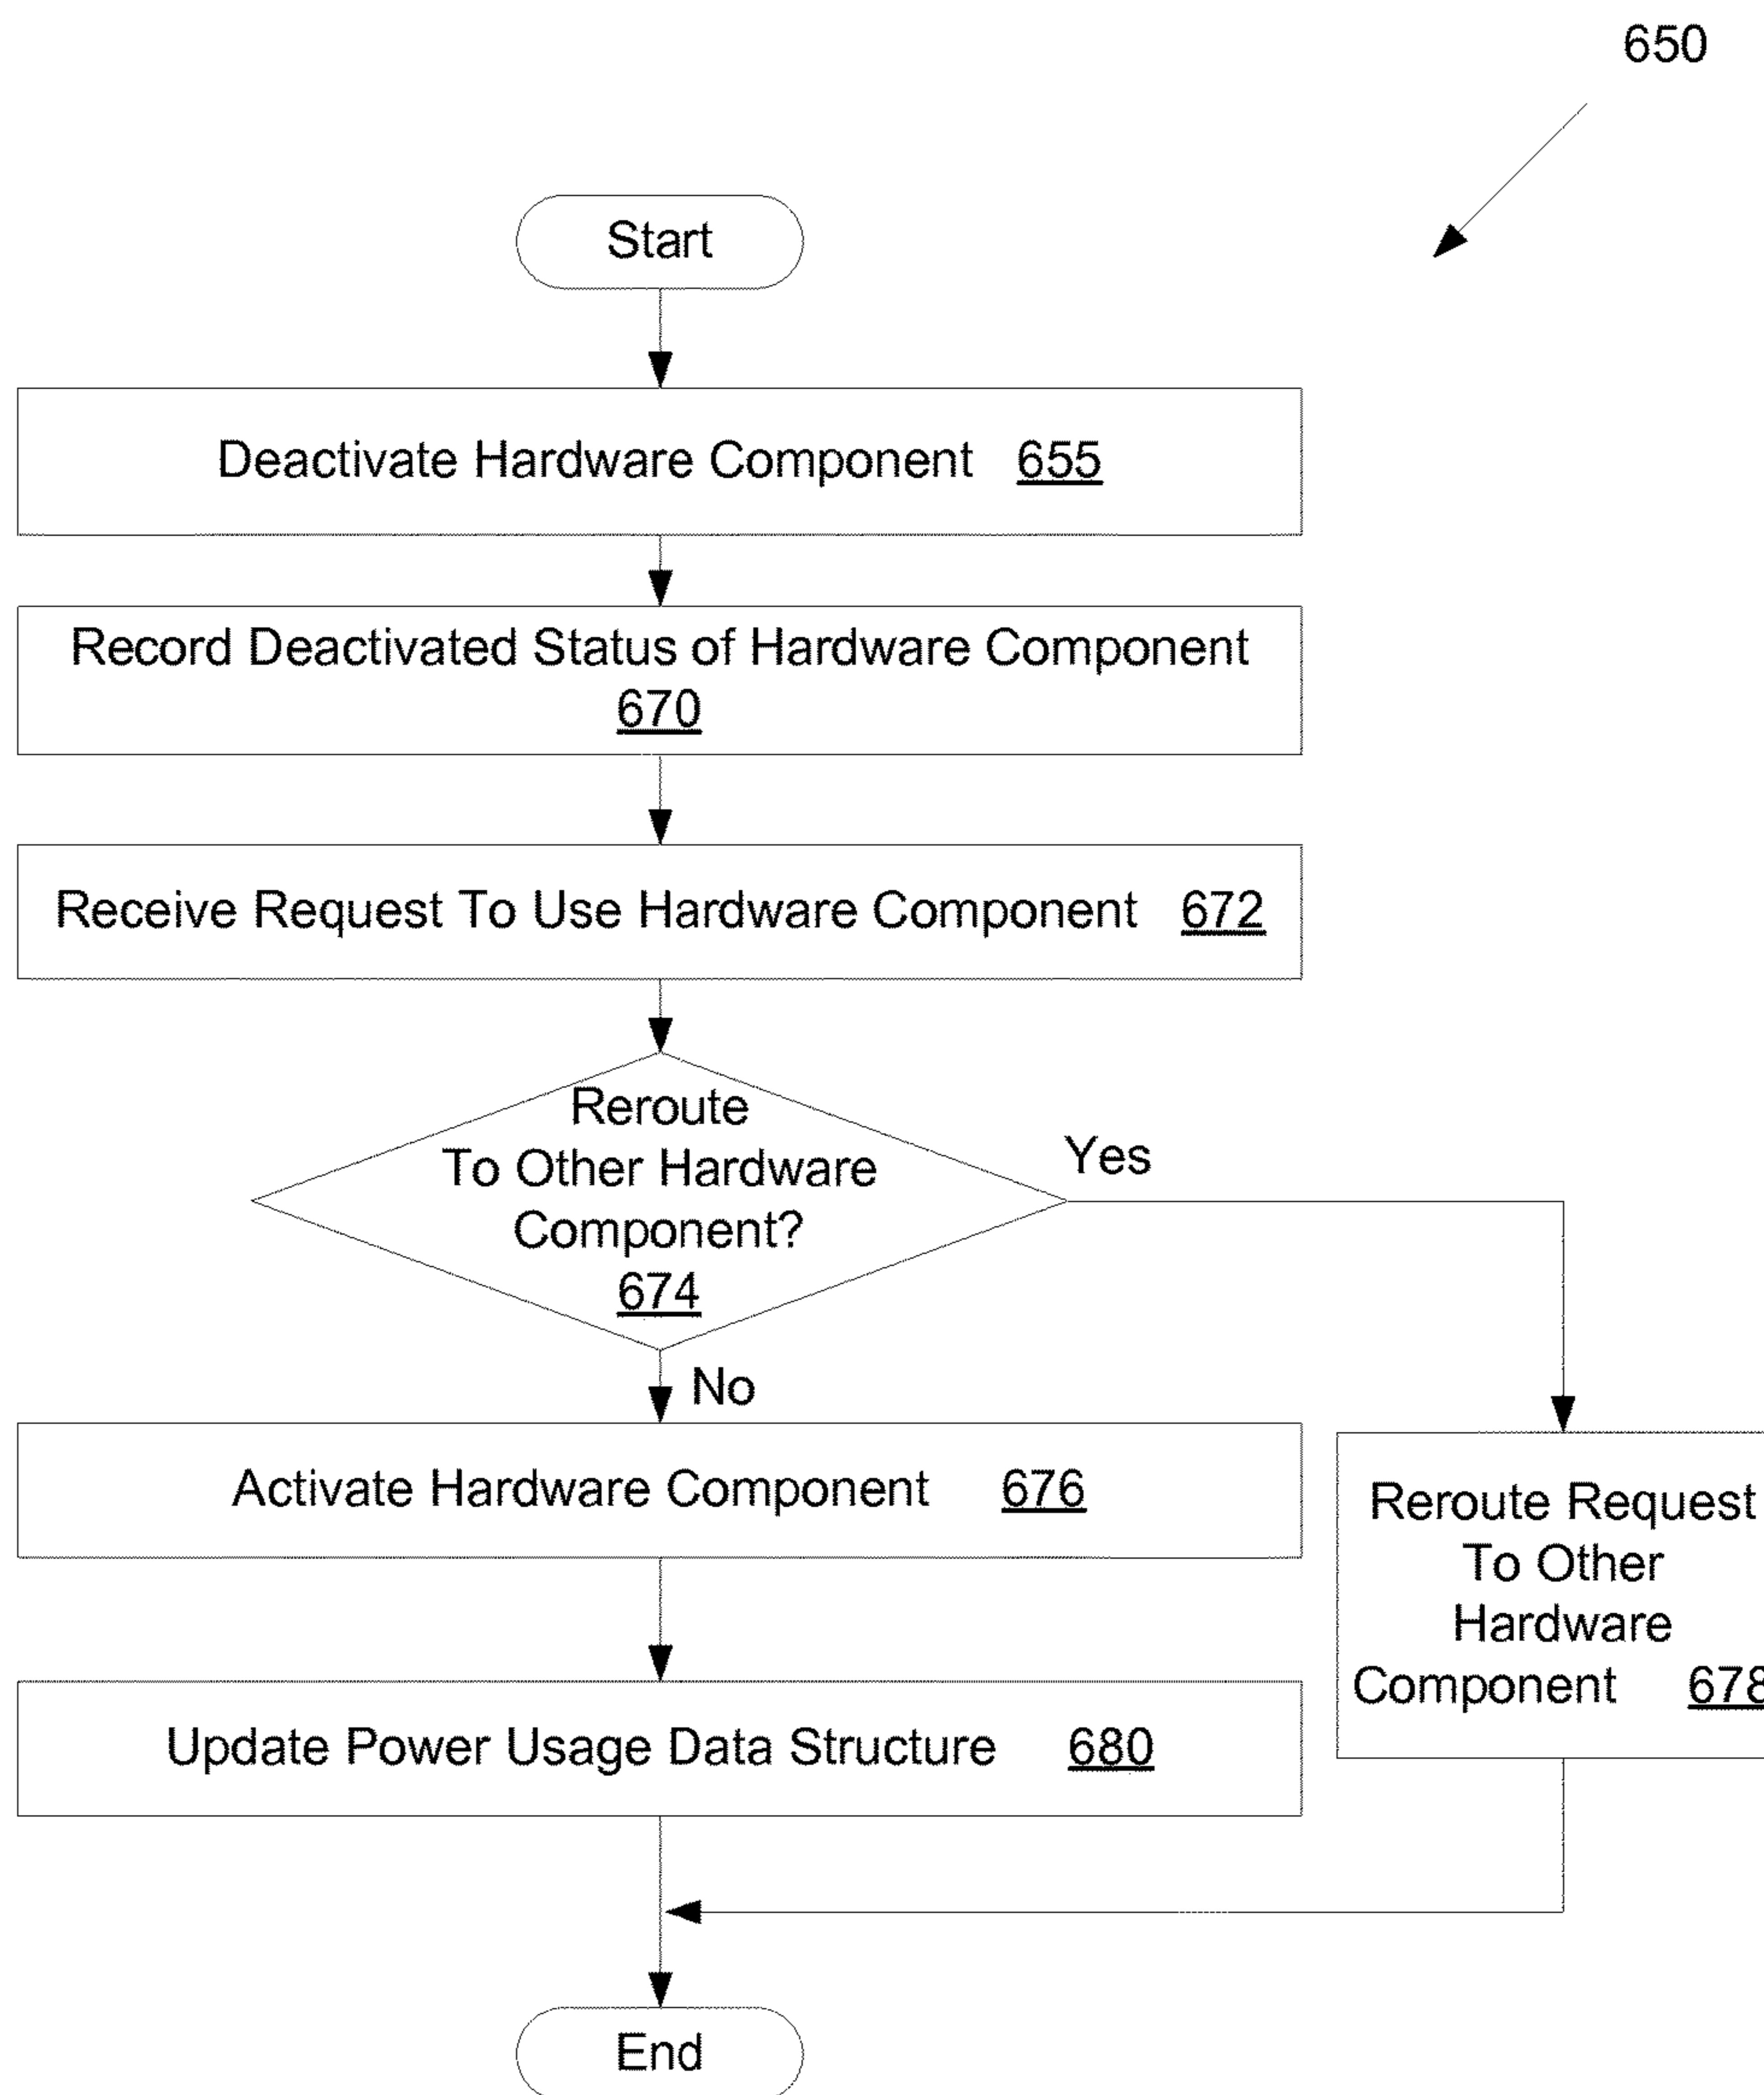 650
Start
Deactivate Hardware Component 655
Record Deactivated Status of Hardware Component
670
Receive Request To Use Hardware Component 672
Reroute
To Other Hardware
Component?
674
Yes
No
Activate Hardware Component 676
Reroute Request
To Other
Hardware
Component 678
Update Power Usage Data Structure 680
End